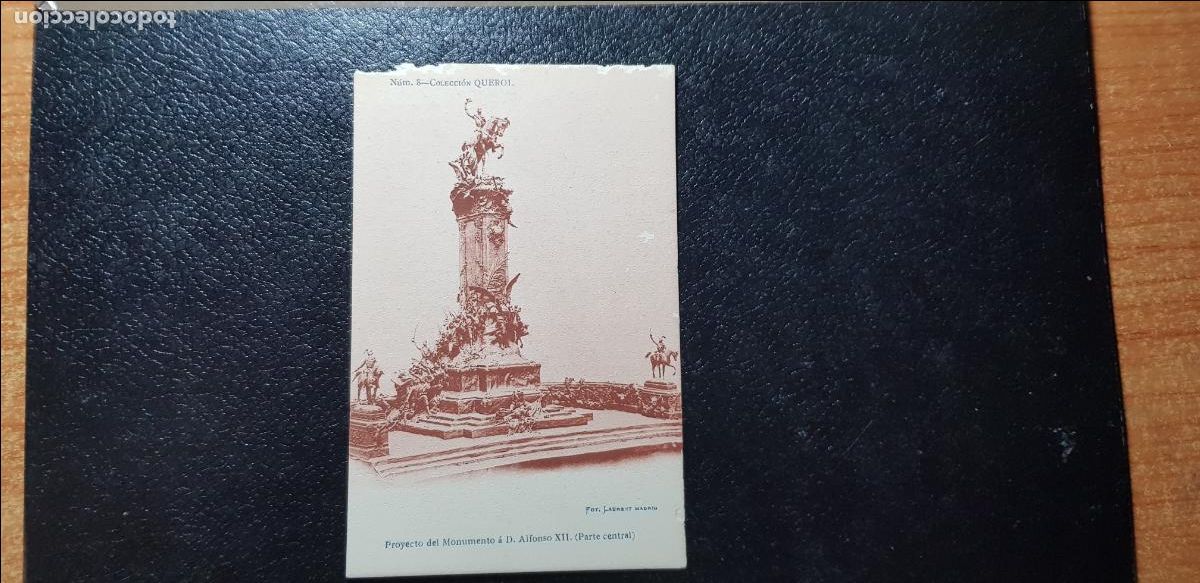 todocoleccion
Núm. 8—COLECCIÓN QUEROL
FOT. LAURENT MADRID
Proyecto del Monumento á D. Alfonso XII. (Parte central)